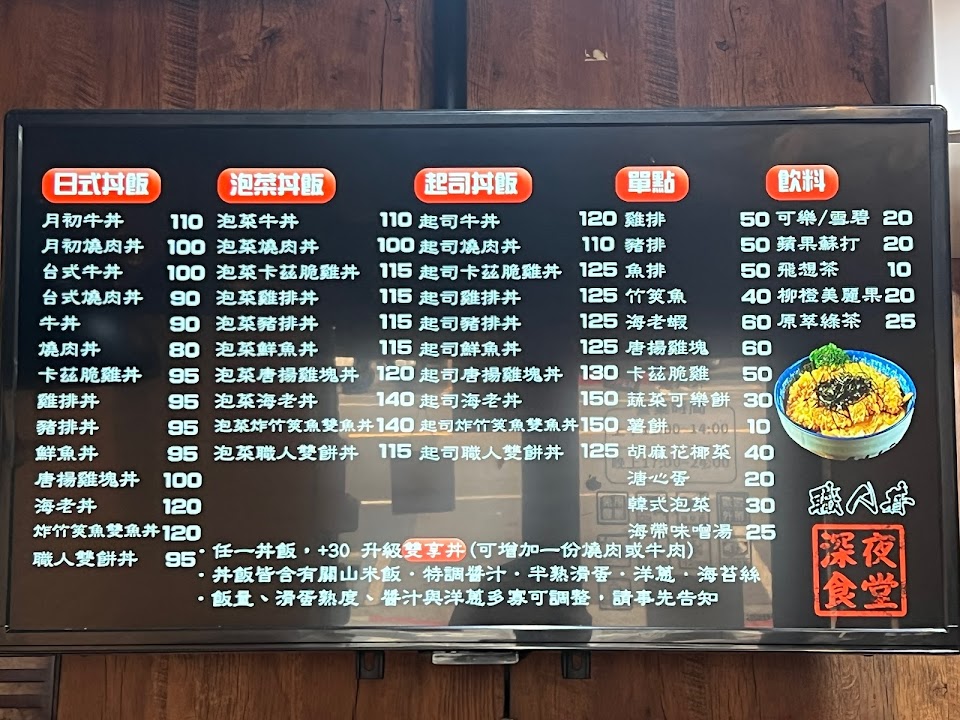 日式丼飯
月初牛丼 110
月初燒肉丼 100
台式牛丼 100
台式燒肉丼 90
牛丼 90
燒肉丼 80
卡茲脆雞丼 95
雞排丼 95
豬排丼 95
鮮魚丼 95
唐揚雞塊丼 100
海老丼 120
炸竹筴魚雙魚丼 120
職人雙餅丼 95
泡菜丼飯
泡菜牛丼 110
泡菜燒肉丼 100
泡菜卡茲脆雞丼 115
泡菜雞排丼 115
泡菜豬排丼 115
泡菜鮮魚丼 115
泡菜唐揚雞塊丼 120
泡菜海老丼 140
泡菜炸竹筴魚雙魚丼 140
泡菜職人雙餅丼 115
起司丼飯
起司牛丼 120
起司燒肉丼 110
起司卡茲脆雞丼 125
起司雞排丼 125
起司豬排丼 125
起司鮮魚丼 125
起司唐揚雞塊丼 130
起司海老丼 150
起司炸竹筴魚雙魚丼 150
起司職人雙餅丼 125
單點
雞排 50
豬排 50
魚排 50
竹筴魚 40
海老蝦 60
唐揚雞塊 60
卡茲脆雞 50
蔬菜可樂餅 30
薯餅 10
胡麻花椰菜 40
溏心蛋 20
韓式泡菜 30
海帶味噌湯 25
飲料
可樂/雪碧 20
蘋果蘇打 20
飛想茶 10
柳橙美麗果 20
原萃綠茶 25
職人丼
深夜
食堂
·任一丼飯，+30 升級雙享丼(可增加一份燒肉或牛肉)
·丼飯皆含有關山米飯·特調醬汁·半熟滑蛋·洋蔥·海苔絲
·飯量、滑蛋熟度、醬汁與洋蔥多寡可調整，請事先告知